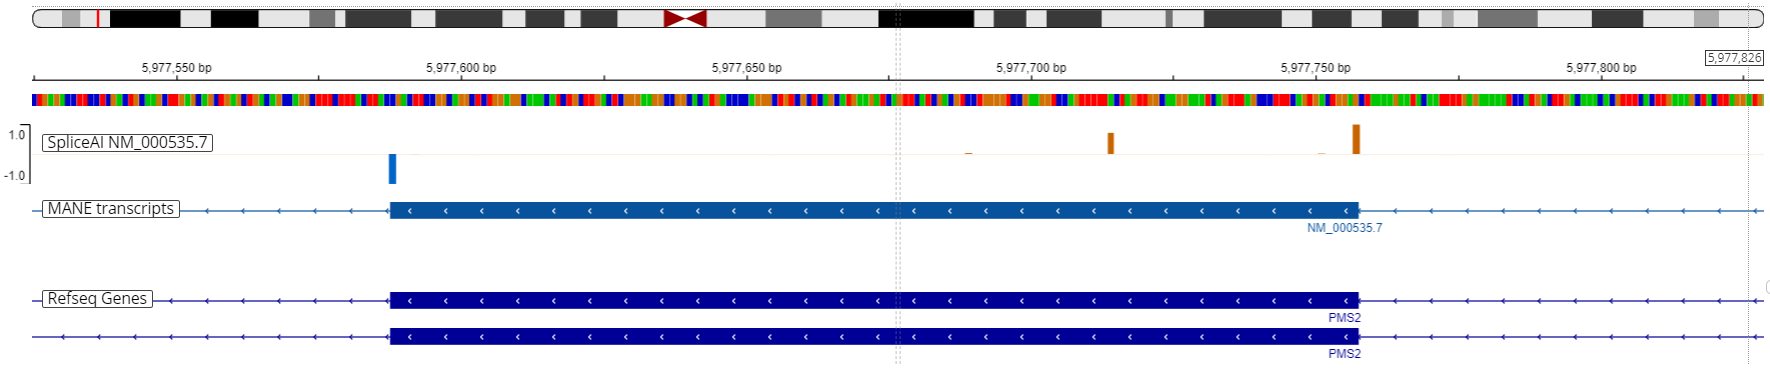 5,977,550 bp 5,977,600 bp 5,977,650 bp 5,977,700 bp 5,977,750 bp 5,977,800 bp 5,977,826
1.0
SpliceAI NM_000535.7
-1.0
MANE transcripts
NM_000535.7
Refseq Genes
PMS2
PMS2